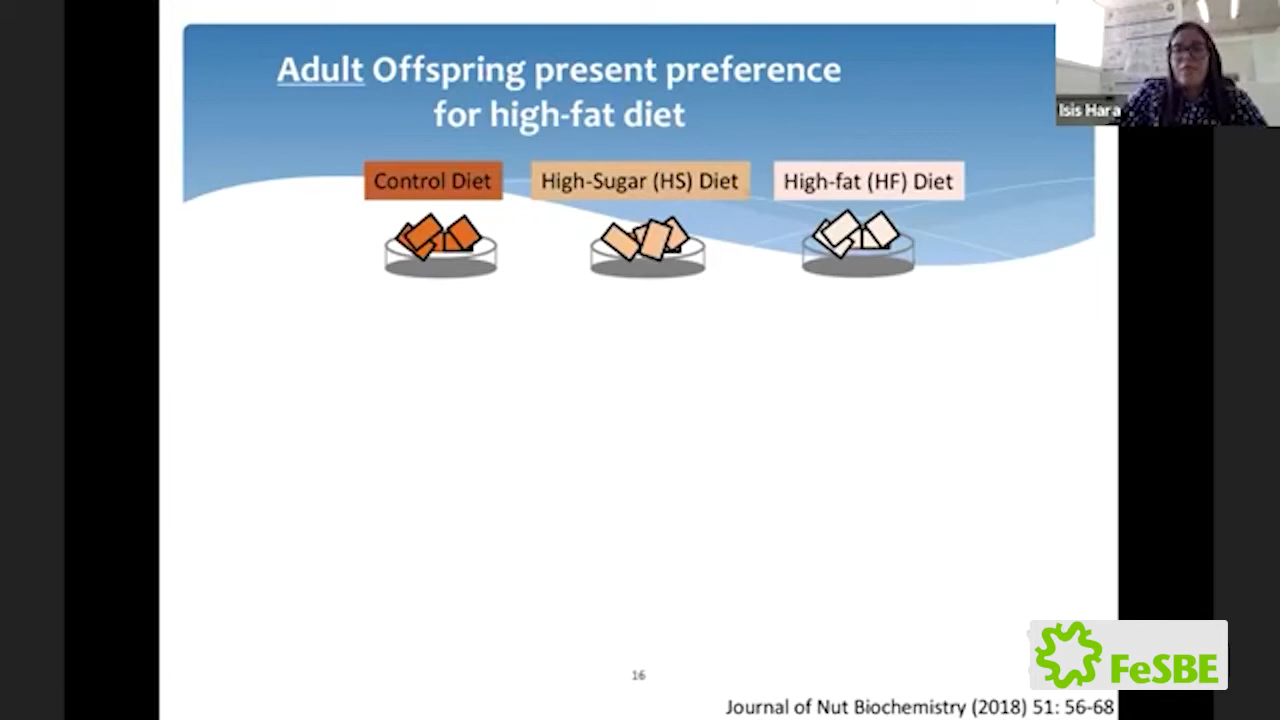 Adult Offspring present preference
for high-fat diet
Isis Hara
Control Diet
High-Sugar (HS) Diet
High-fat (HF) Diet
16
FeSBE
Journal of Nut Biochemistry (2018) 51: 56-68